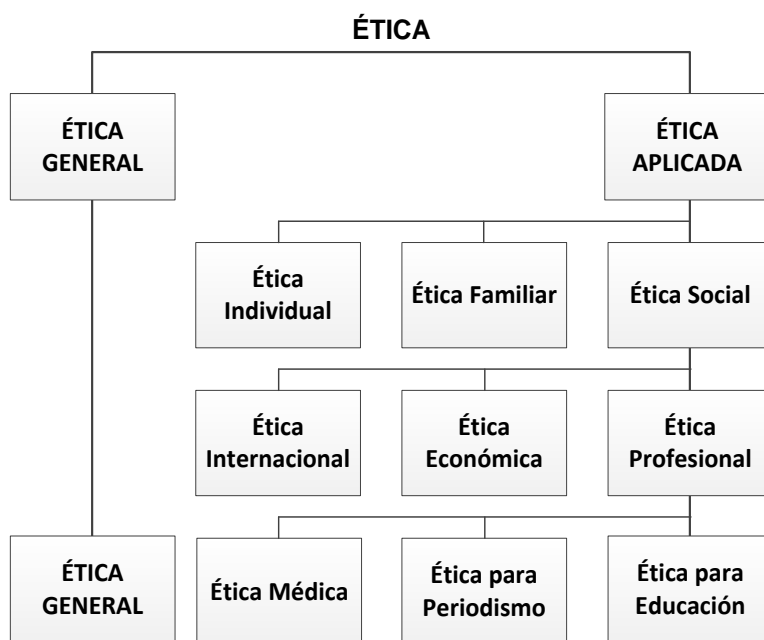 ÉTICA
ÉTICA
GENERAL
ÉTICA
APLICADA
Ética
Individual
Ética Familiar
Ética Social
Ética
Internacional
Ética
Económica
Ética
Profesional
ÉTICA
GENERAL
Ética Médica
Ética para
Periodismo
Ética para
Educación